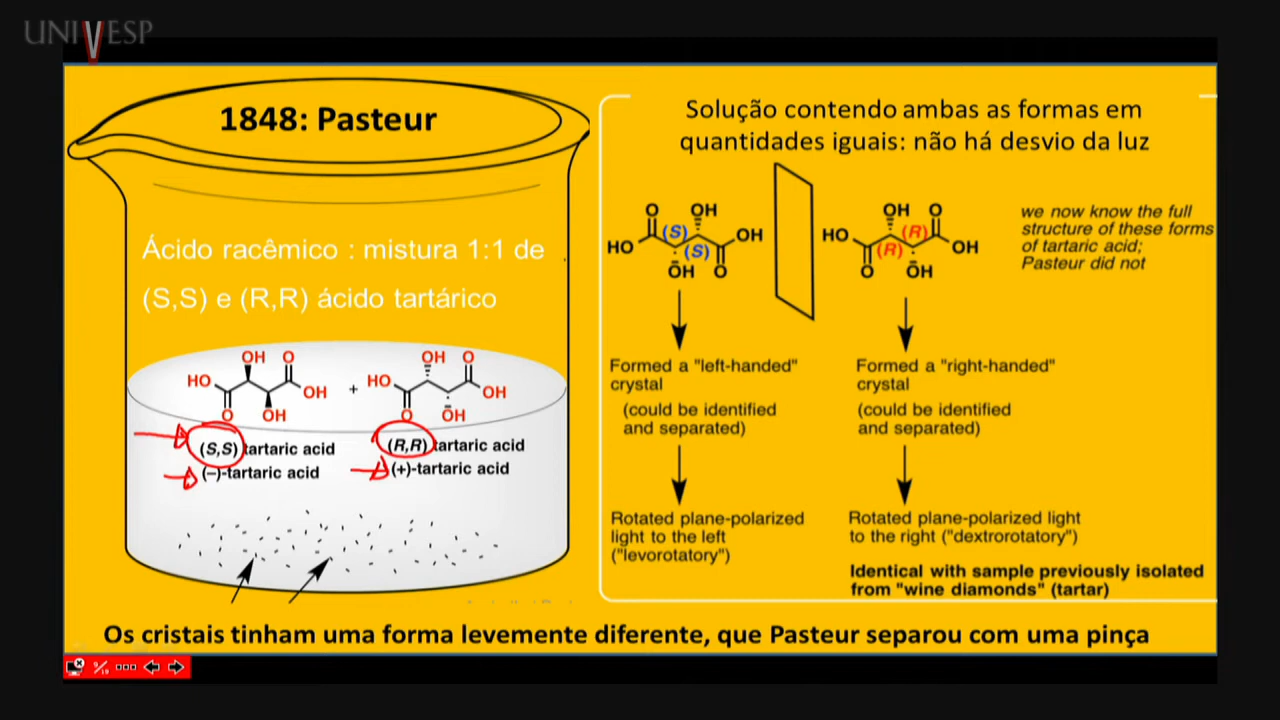 UNIVESP
1848: Pasteur
Ácido racêmico : mistura 1:1 de
(S,S) e (R,R) ácido tartárico
OH O
HO
OH
O OH
+
OH O
HO
OH
O OH
(S,S) tartaric acid
(–)-tartaric acid
(R,R) tartaric acid
(+)-tartaric acid
Solução contendo ambas as formas em
quantidades iguais: não há desvio da luz
O OH
(S)
HO OH
(S)
OH O
OH O
(R)
HO OH
(R)
O OH
we now know the full
structure of these forms
of tartaric acid;
Pasteur did not
Formed a "left-handed"
crystal
(could be identified
and separated)
Rotated plane-polarized
light to the left
("levorotatory")
Formed a "right-handed"
crystal
(could be identified
and separated)
Rotated plane-polarized light
to the right ("dextrorotatory")
Identical with sample previously isolated
from "wine diamonds" (tartar)
Os cristais tinham uma forma levemente diferente, que Pasteur separou com uma pinça